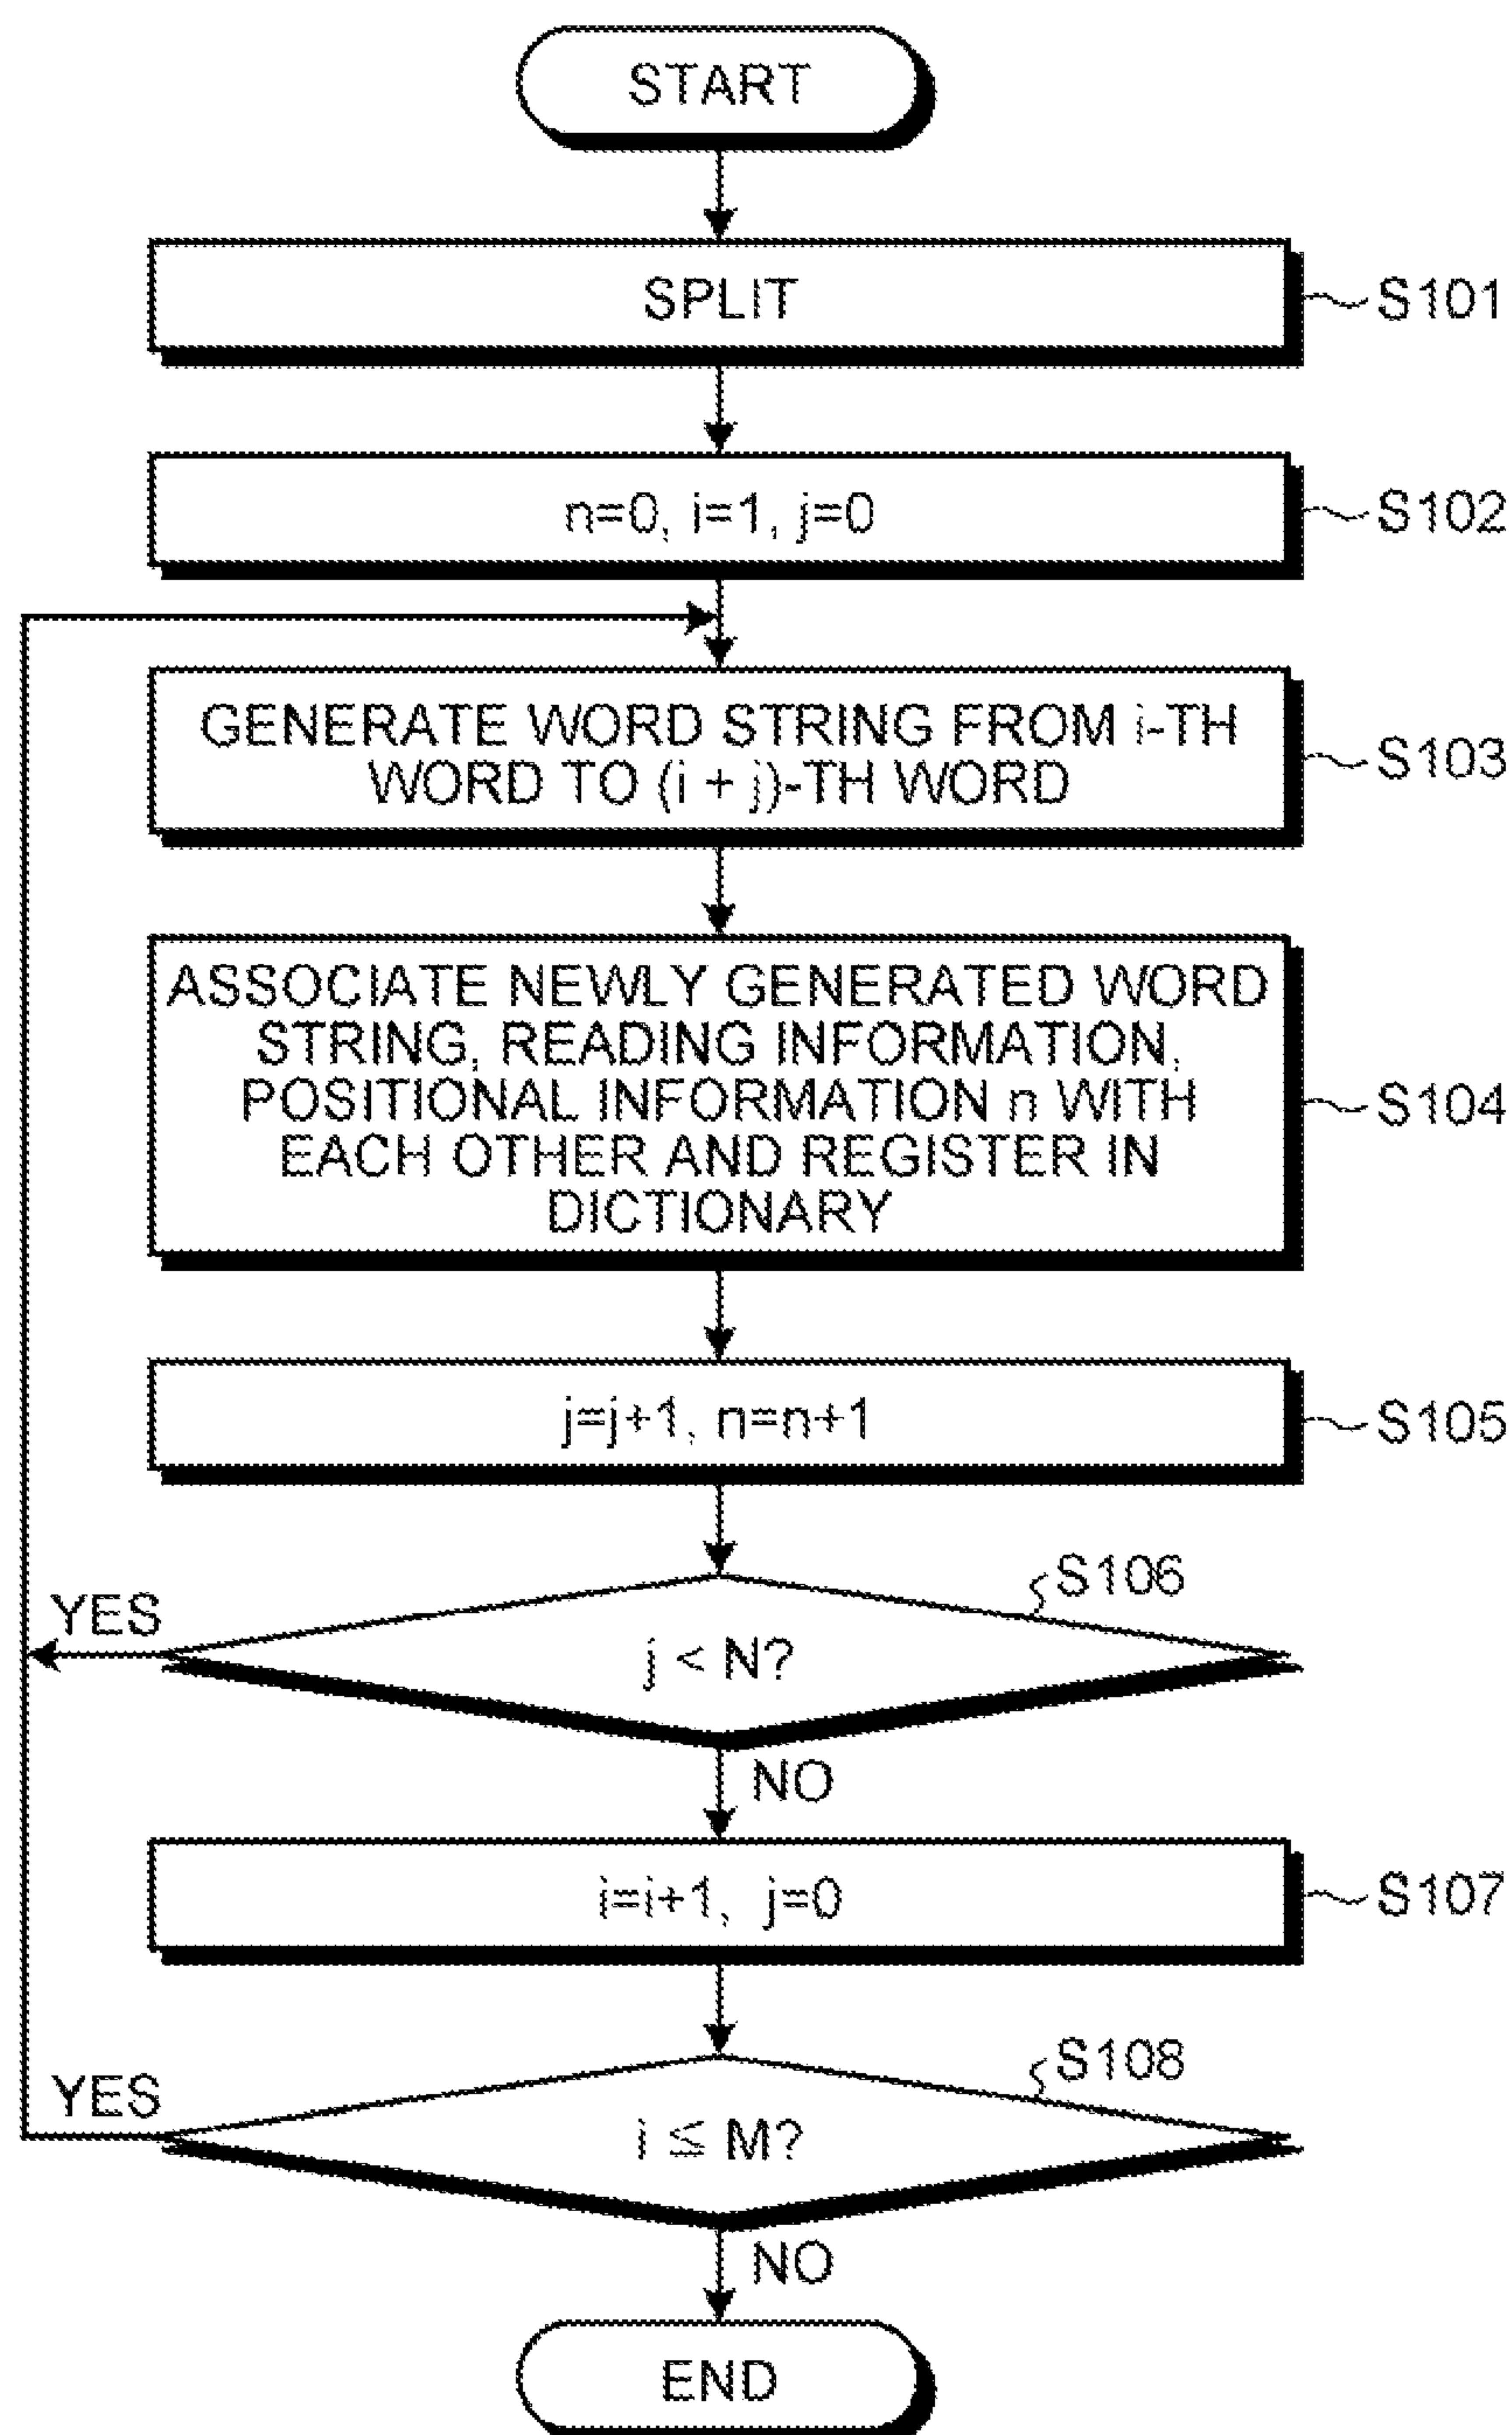 START
SPLIT
S101
n=0, i=1, j=0
S102
GENERATE WORD STRING FROM i-TH
WORD TO (i + j)-TH WORD
S103
ASSOCIATE NEWLY GENERATED WORD
STRING, READING INFORMATION,
POSITIONAL INFORMATION n WITH
EACH OTHER AND REGISTER IN
DICTIONARY
S104
j=j+1, n=n+1
S105
S106
YES
j < N?
NO
i=i+1, j=0
S107
S108
YES
i ≦ M?
NO
END